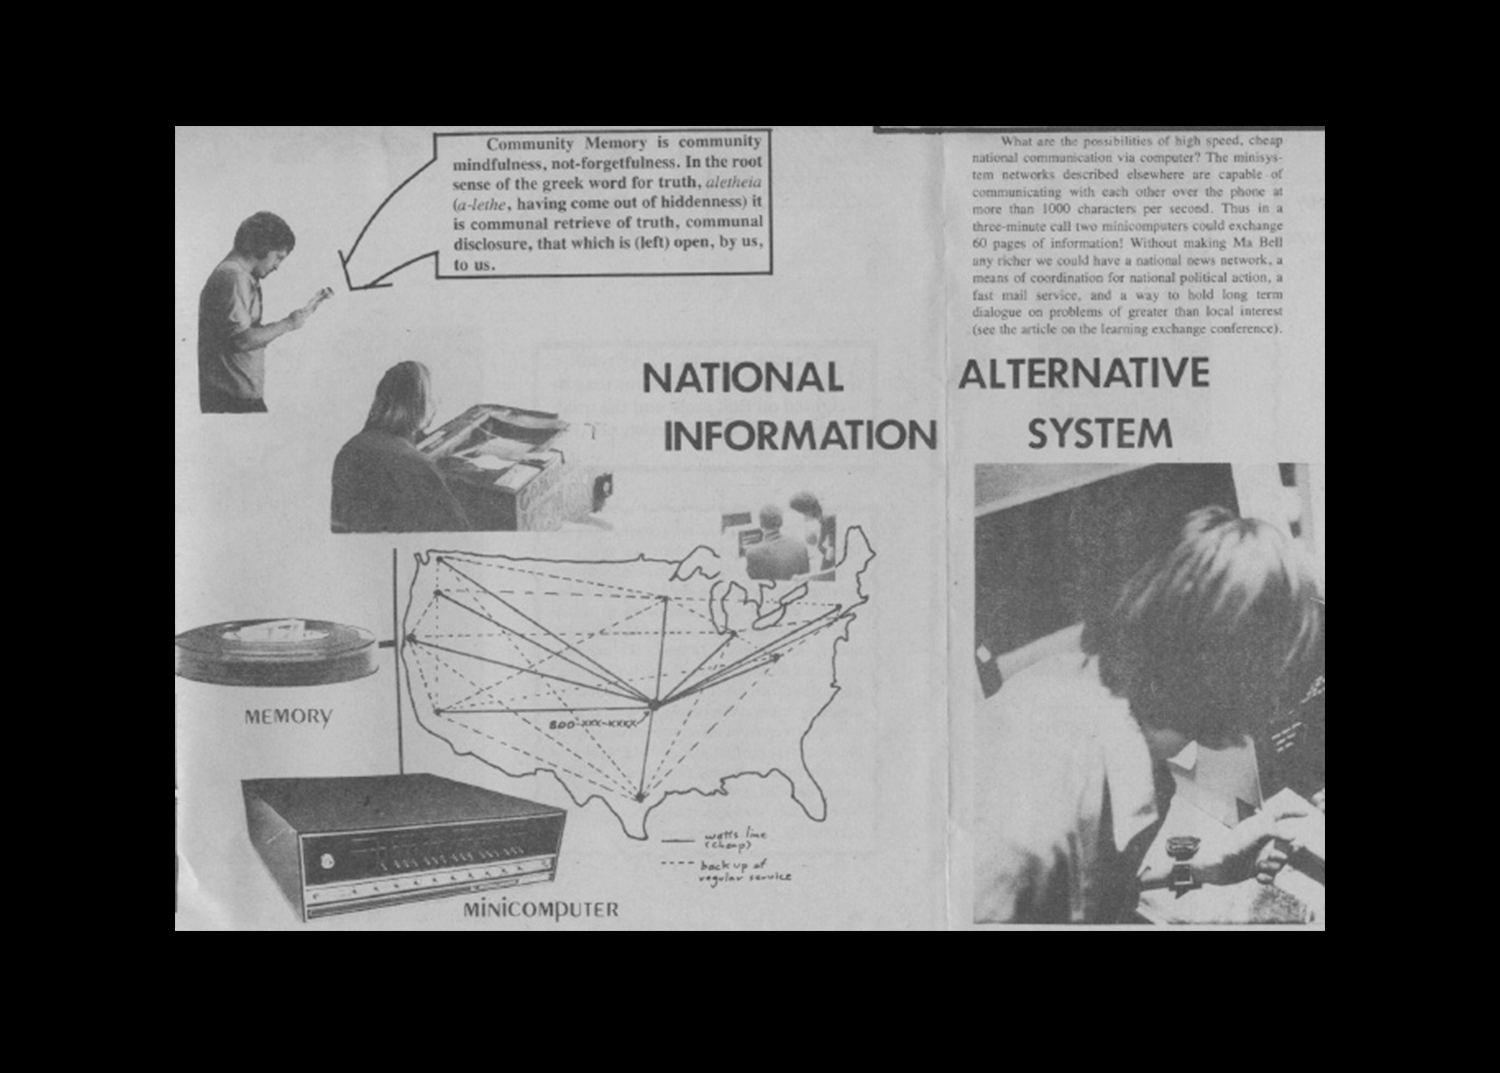 Community Memory is community
mindfulness, not-forgetfulness. In the root
sense of the greek word for truth, aletheia
(a-lethe, having come out of hiddenness) it
is communal retrieve of truth, communal
disclosure, that which is (left) open, by us,
to us.
What are the possibilities of high speed, cheap
national communication via computer? The minisys-
tem networks described elsewhere are capable of
communicating with each other over the phone at
more than 1000 characters per second. Thus in a
three-minute call two minicomputers could exchange
60 pages of information! Without making Ma Bell
any richer we could have a national news network, a
means of coordination for national political action, a
fast mail service, and a way to hold long term
dialogue on problems of greater than local interest
(see the article on the learning exchange conference).
NATIONAL ALTERNATIVE
INFORMATION SYSTEM
MEMORY
800-xxx-xxxx
watts line
(cheap)
back up at
regular service
MINICOMPUTER